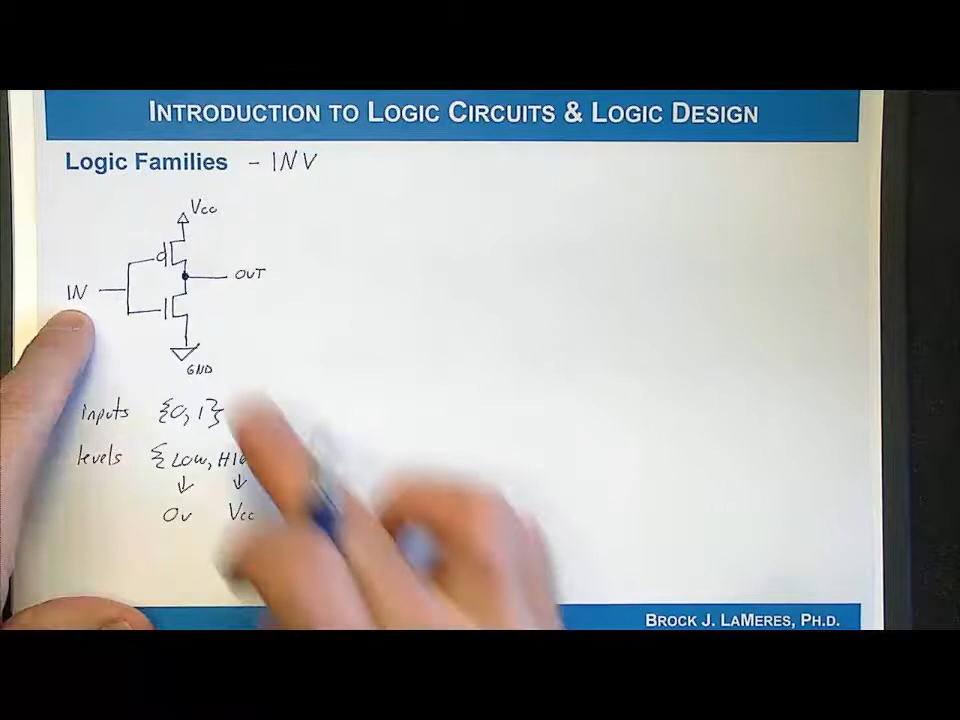 INTRODUCTION TO LOGIC CIRCUITS & LOGIC DESIGN
Logic Families - INV
Vcc
OUT
IN
GND
inputs {0, 1}
levels {Low,
↓ ↓
0v Vcc
BROCK J. LAMERES, PH.D.